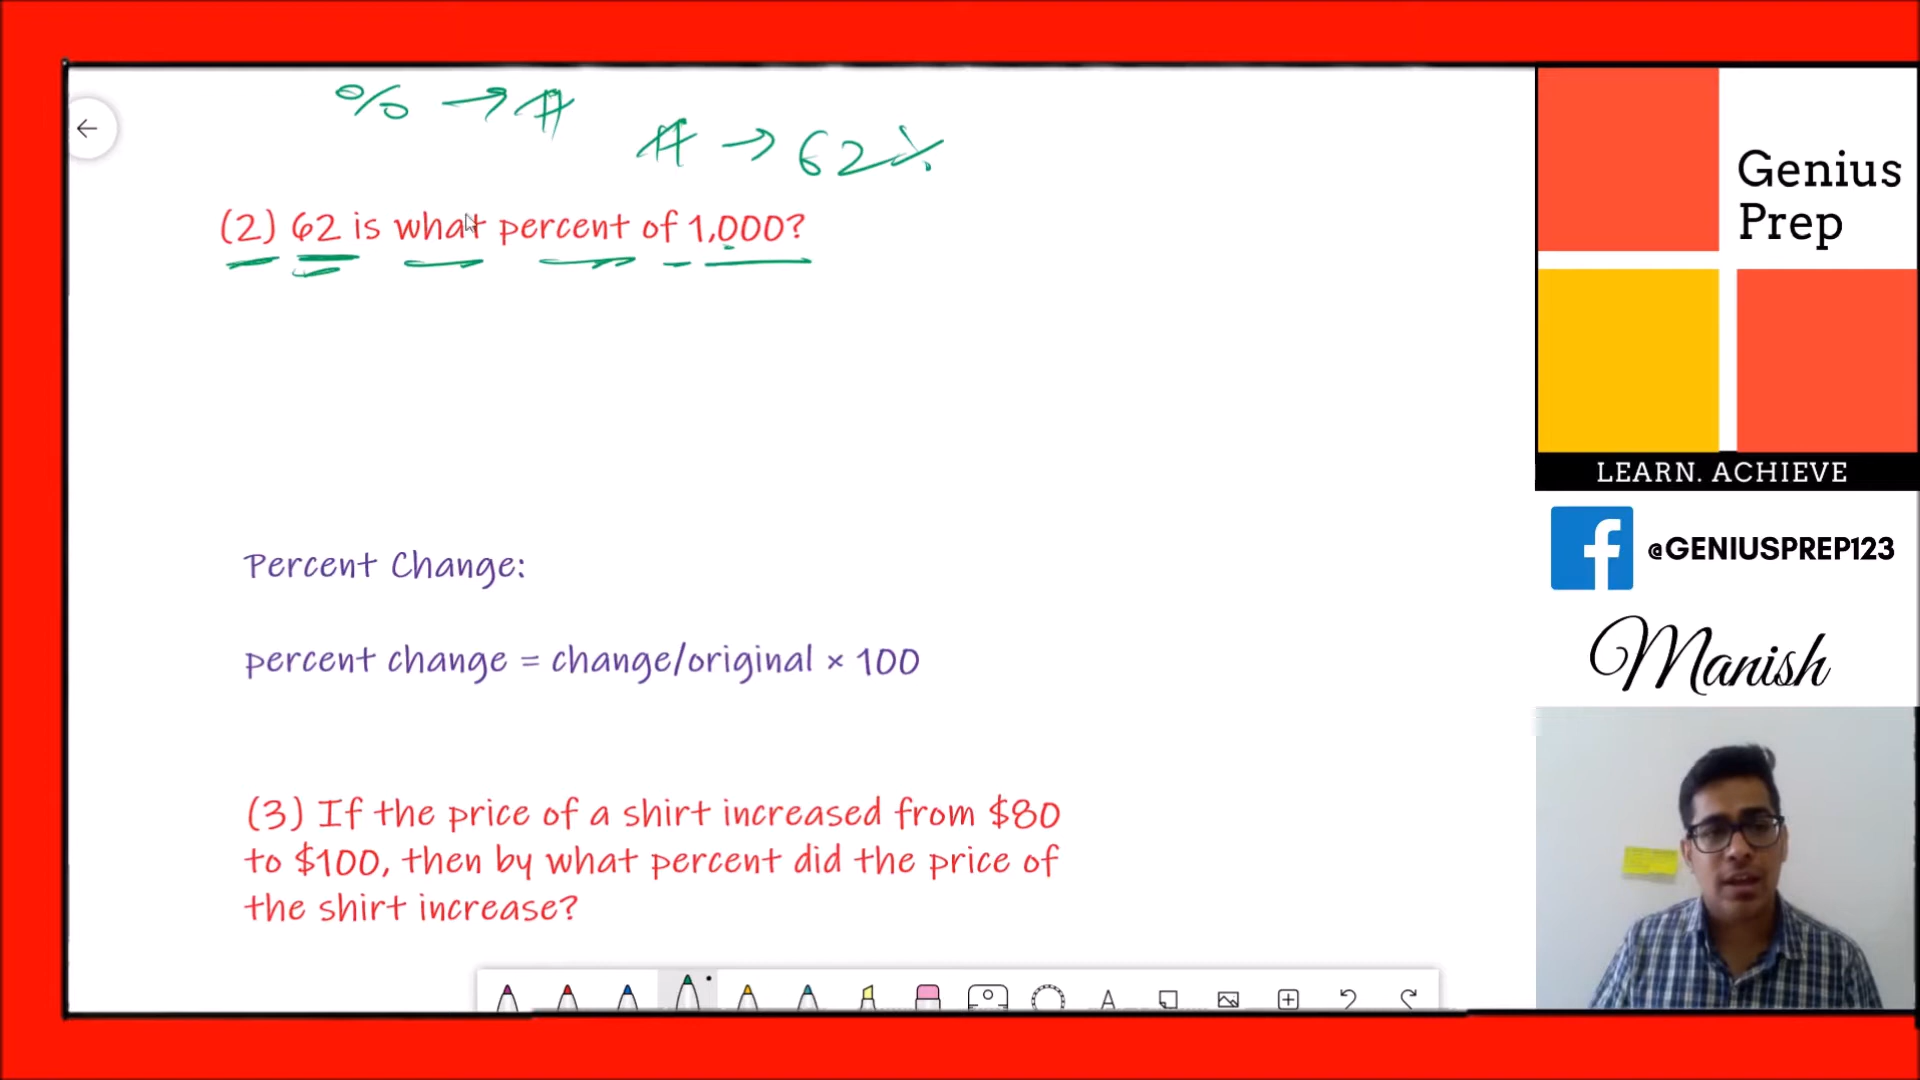 % → #
# → 62%
(2) 62 is what percent of 1,000?
Percent Change:
percent change = change/original × 100
(3) If the price of a shirt increased from $80
to $100, then by what percent did the price of
the shirt increase?
Genius
Prep
LEARN. ACHIEVE
f @GENIUSPREP123
Manish
A